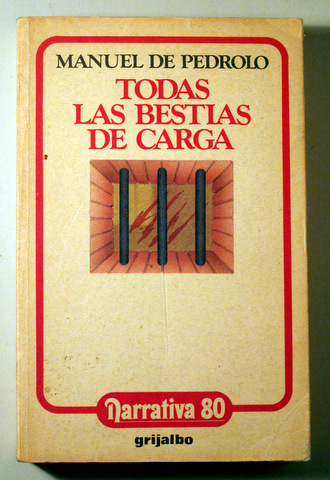 MANUEL DE PEDROLO
TODAS
LAS BESTIAS
DE CARGA
Narrativa 80
grijalbo